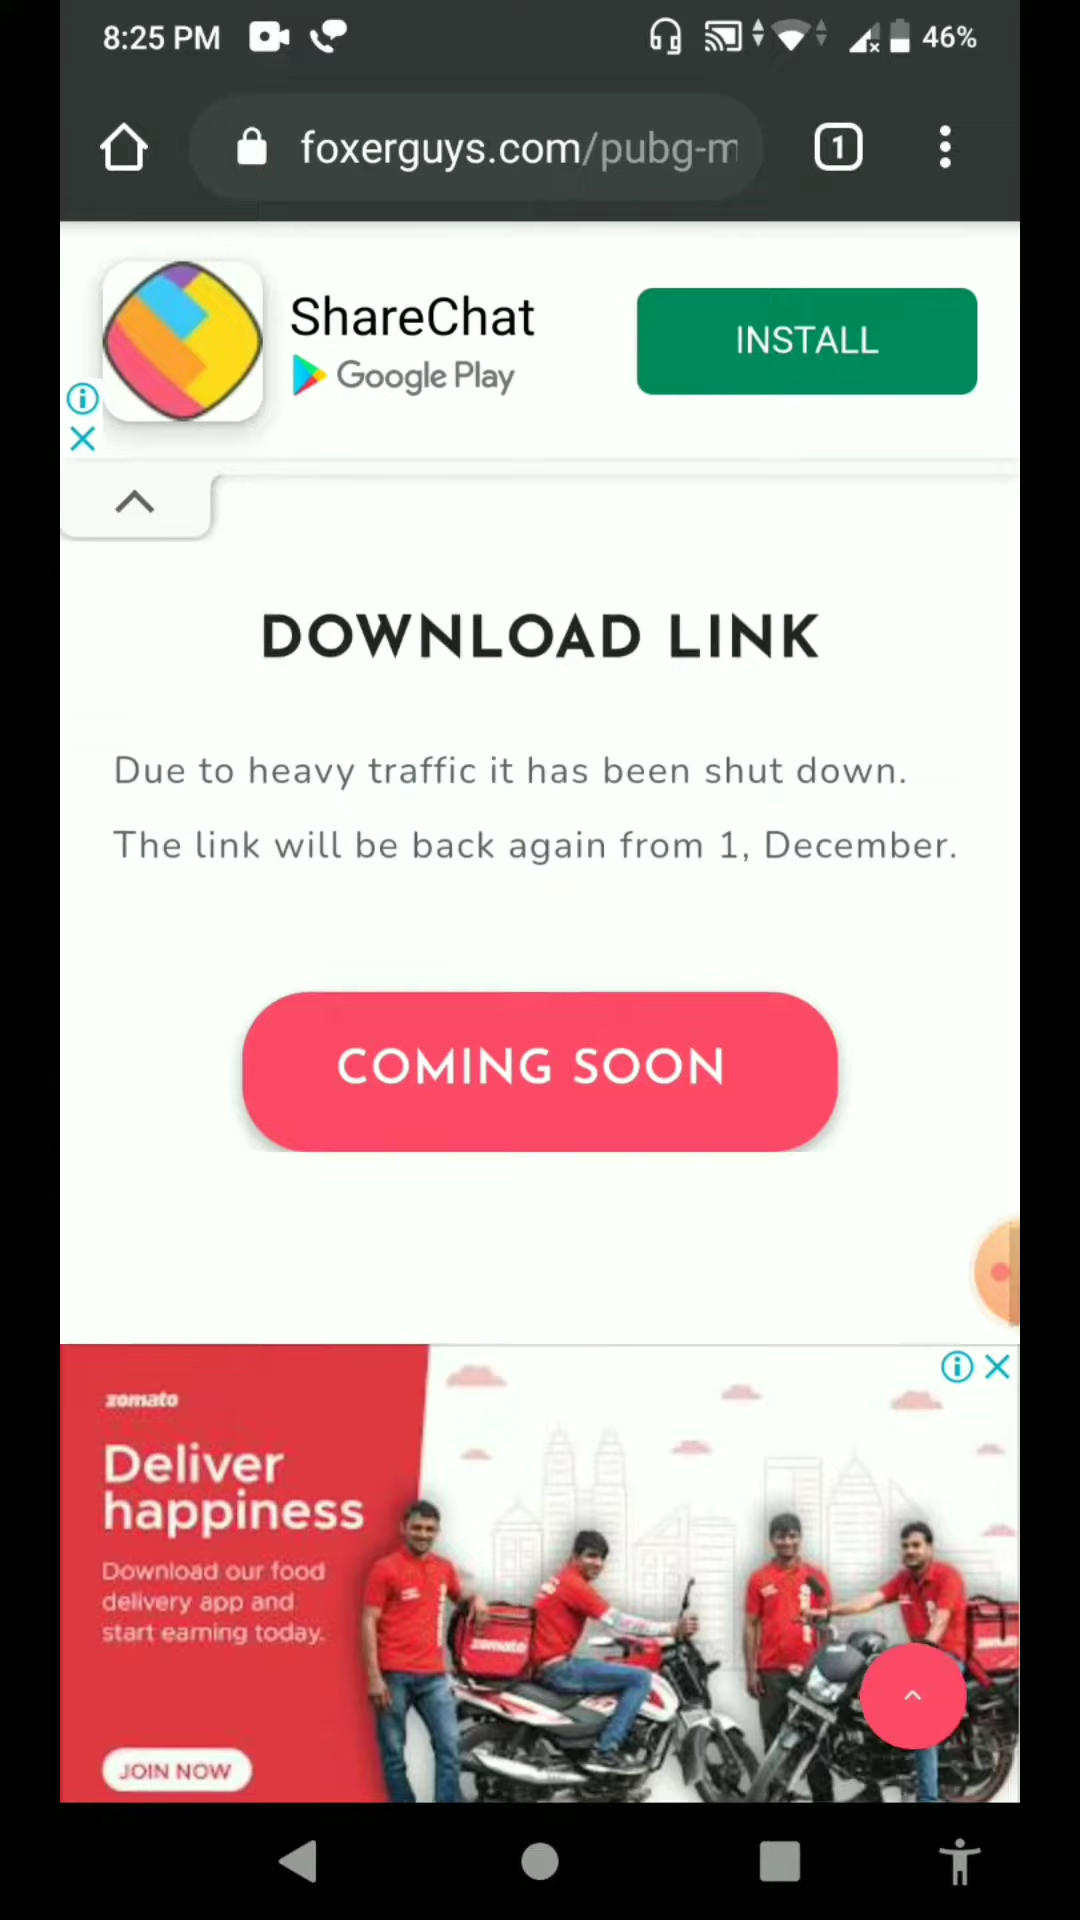 8:25 PM
46%
foxerguys.com/pubg-m
1
ShareChat
Google Play
INSTALL
DOWNLOAD LINK
Due to heavy traffic it has been shut down.
The link will be back again from 1, December.
COMING SOON
zomato
Deliver
happiness
Download our food
delivery app and
start earning today.
zomato
JOIN NOW